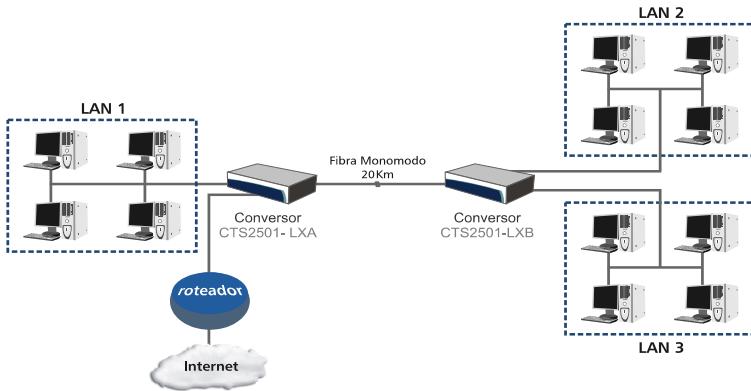 LAN 2
LAN 1
Fibra Monomodo
20Km
Conversor
CTS2501- LXA
Conversor
CTS2501-LXB
roteador
Internet
LAN 3